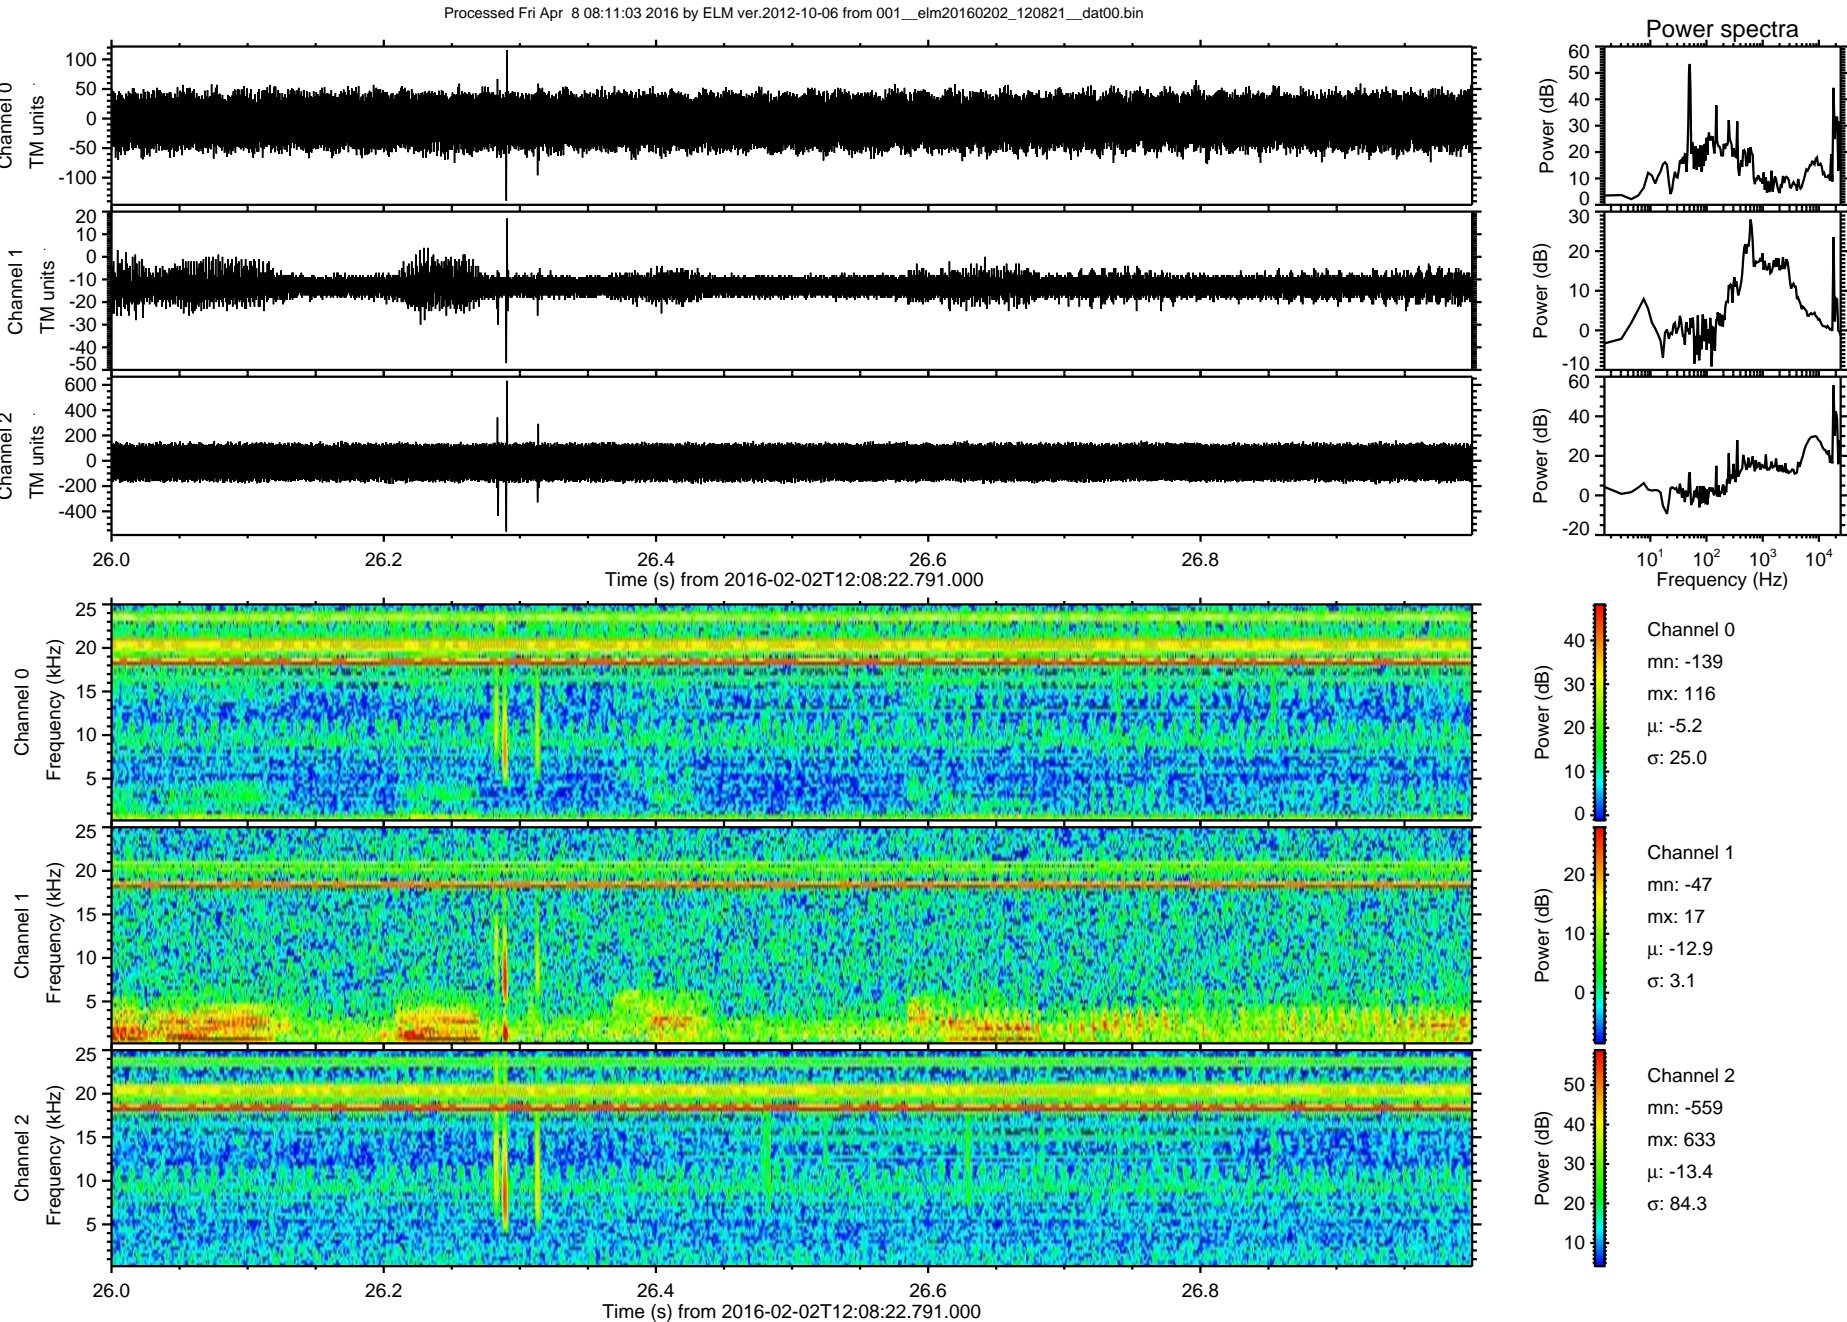 Processed Fri Apr  8 08:11:03 2016 by ELM ver.2012-10-06 from 001__elm20160202_120821__dat00.bin
Power spectra
Channel 0
TM units
100
50
0
-50
-100
Power (dB)
60
50
40
30
20
10
0
Channel 1
TM units
20
10
0
-10
-20
-30
-40
-50
Power (dB)
30
20
10
0
-10
Channel 2
TM units
600
400
200
0
-200
-400
Power (dB)
60
40
20
0
-20
26.0 26.2 26.4 26.6 26.8
Time (s) from 2016-02-02T12:08:22.791.000
10¹ 10² 10³ 10⁴
Frequency (Hz)
Channel 0
Frequency (kHz)
25
20
15
10
5
Power (dB)
40
30
20
10
0
Channel 0
mn: -139
mx: 116
μ: -5.2
σ: 25.0
Channel 1
Frequency (kHz)
25
20
15
10
5
Power (dB)
20
10
0
Channel 1
mn: -47
mx: 17
μ: -12.9
σ: 3.1
Channel 2
Frequency (kHz)
25
20
15
10
5
Power (dB)
50
40
30
20
10
Channel 2
mn: -559
mx: 633
μ: -13.4
σ: 84.3
26.0 26.2 26.4 26.6 26.8
Time (s) from 2016-02-02T12:08:22.791.000